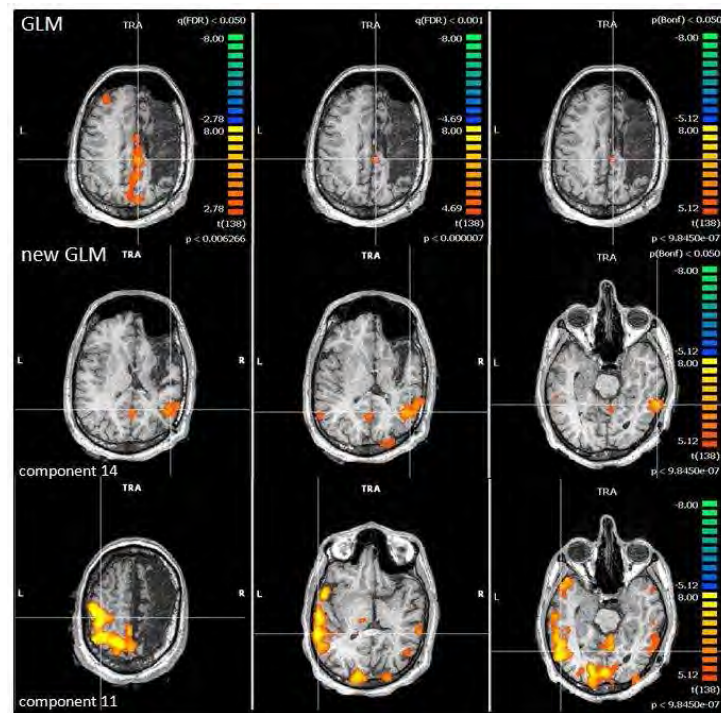 GLM
TRA
q(FDR) < 0.050
-8.00
L
-2.78
8.00
2.78
t(138)
p < 0.006266
TRA
q(FDR) < 0.001
-8.00
L
-4.69
8.00
4.69
t(138)
p < 0.000007
TRA
p(Bonf) < 0.050
-8.00
L
-5.12
8.00
5.12
t(138)
p < 9.8450e-07
new GLM
TRA
L
R
component 14
TRA
L
R
TRA
p(Bonf) < 0.050
-8.00
L
-5.12
8.00
5.12
t(138)
p < 9.8450e-07
TRA
L
R
component 11
TRA
L
R
TRA
-8.00
L
-5.12
8.00
5.12
t(138)
p < 9.8450e-07